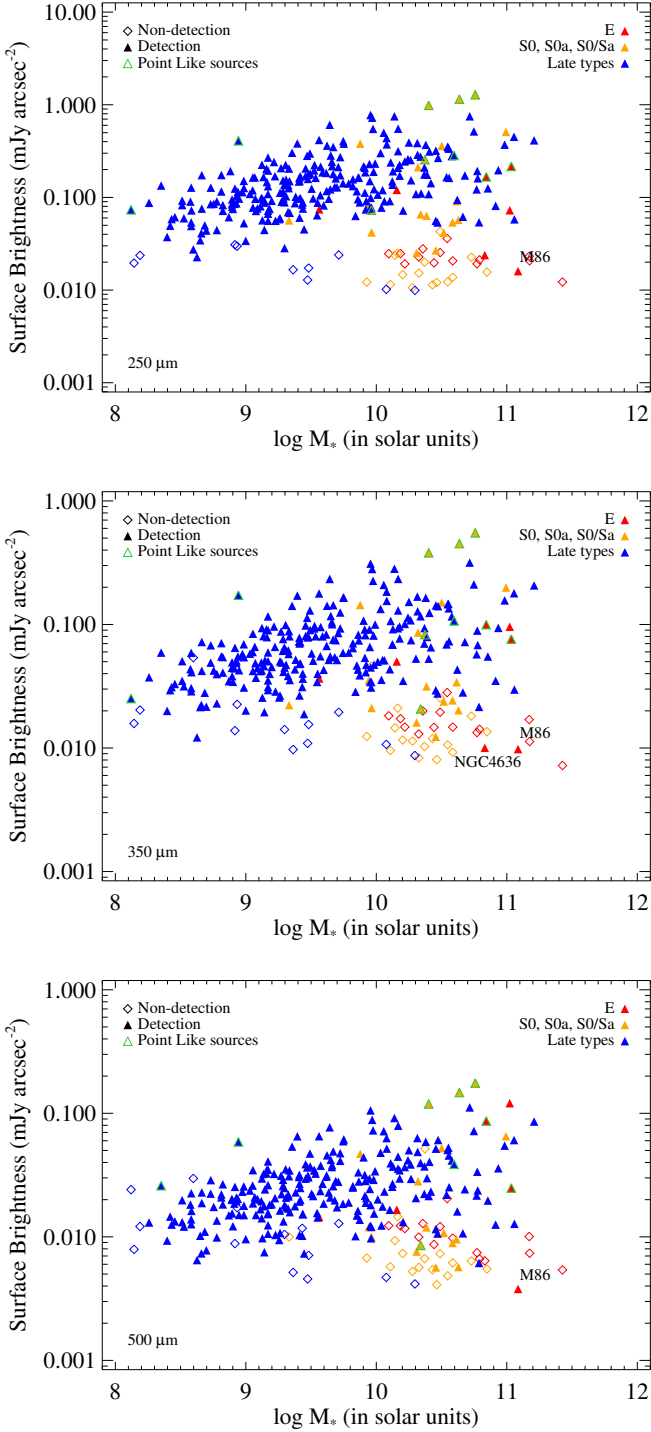 Non-detection
Detection
Point Like sources
E
S0, S0a, S0/Sa
Late types
10.000
1.000
0.100
0.010
0.001
Surface Brightness (mJy arcsec⁻²)
M86
250 μm
8 9 10 11 12
log M* (in solar units)
Non-detection
Detection
Point Like sources
E
S0, S0a, S0/Sa
Late types
1.000
0.100
0.010
0.001
Surface Brightness (mJy arcsec⁻²)
M86
NGC4636
350 μm
8 9 10 11 12
log M* (in solar units)
Non-detection
Detection
Point Like sources
E
S0, S0a, S0/Sa
Late types
1.000
0.100
0.010
0.001
Surface Brightness (mJy arcsec⁻²)
M86
500 μm
8 9 10 11 12
log M* (in solar units)